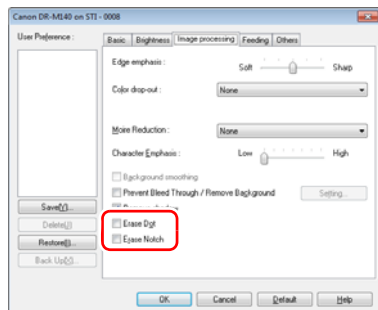 Canon DR-M140 on STI - 0008
User Preference :
Basic Brightness Image processing Feeding Others
Edge emphasis :
Soft Sharp
Color drop-out :
None
Moire Reduction :
None
Character Emphasis :
Low High
Background smoothing
Prevent Bleed Through / Remove Background
Setting...
Save(V)...
Delete(J)
Erase Dot
Restore([)...
Erase Notch
OK Cancel Default Help